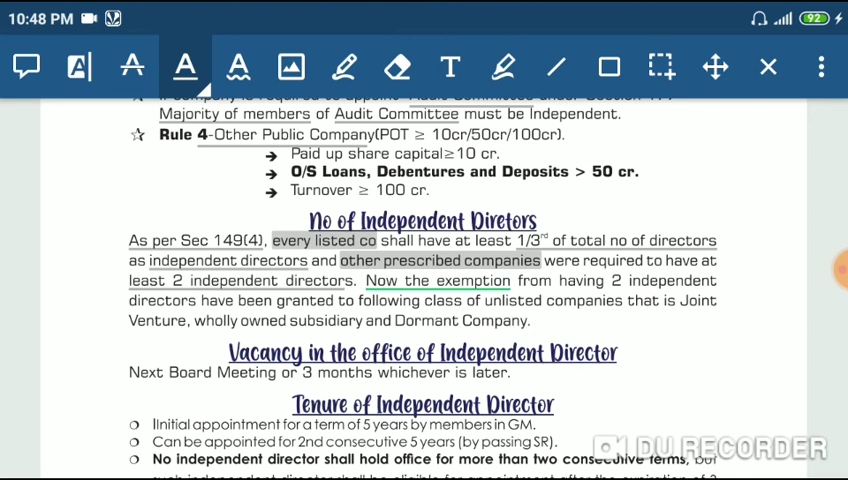 10:48 PM
92
A
A
A
A
T
Majority of members of Audit Committee must be Independent.
☆ Rule 4-Other Public Company(POT ≥ 10cr/50cr/100cr).
→ Paid up share capital≥10 cr.
→ O/S Loans, Debentures and Deposits > 50 cr.
→ Turnover ≥ 100 cr.
No of Independent Diretors
As per Sec 149(4), every listed co shall have at least 1/3rd of total no of directors
as independent directors and other prescribed companies were required to have at
least 2 independent directors. Now the exemption from having 2 independent
directors have been granted to following class of unlisted companies that is Joint
Venture, wholly owned subsidiary and Dormant Company.
Vacancy in the office of Independent Director
Next Board Meeting or 3 months whichever is later.
Tenure of Independent Director
❍ IInitial appointment for a term of 5 years by members in GM.
❍ Can be appointed for 2nd consecutive 5 years (by passing SR).
❍ No independent director shall hold office for more than two consecutive terms, but
DU RECORDER